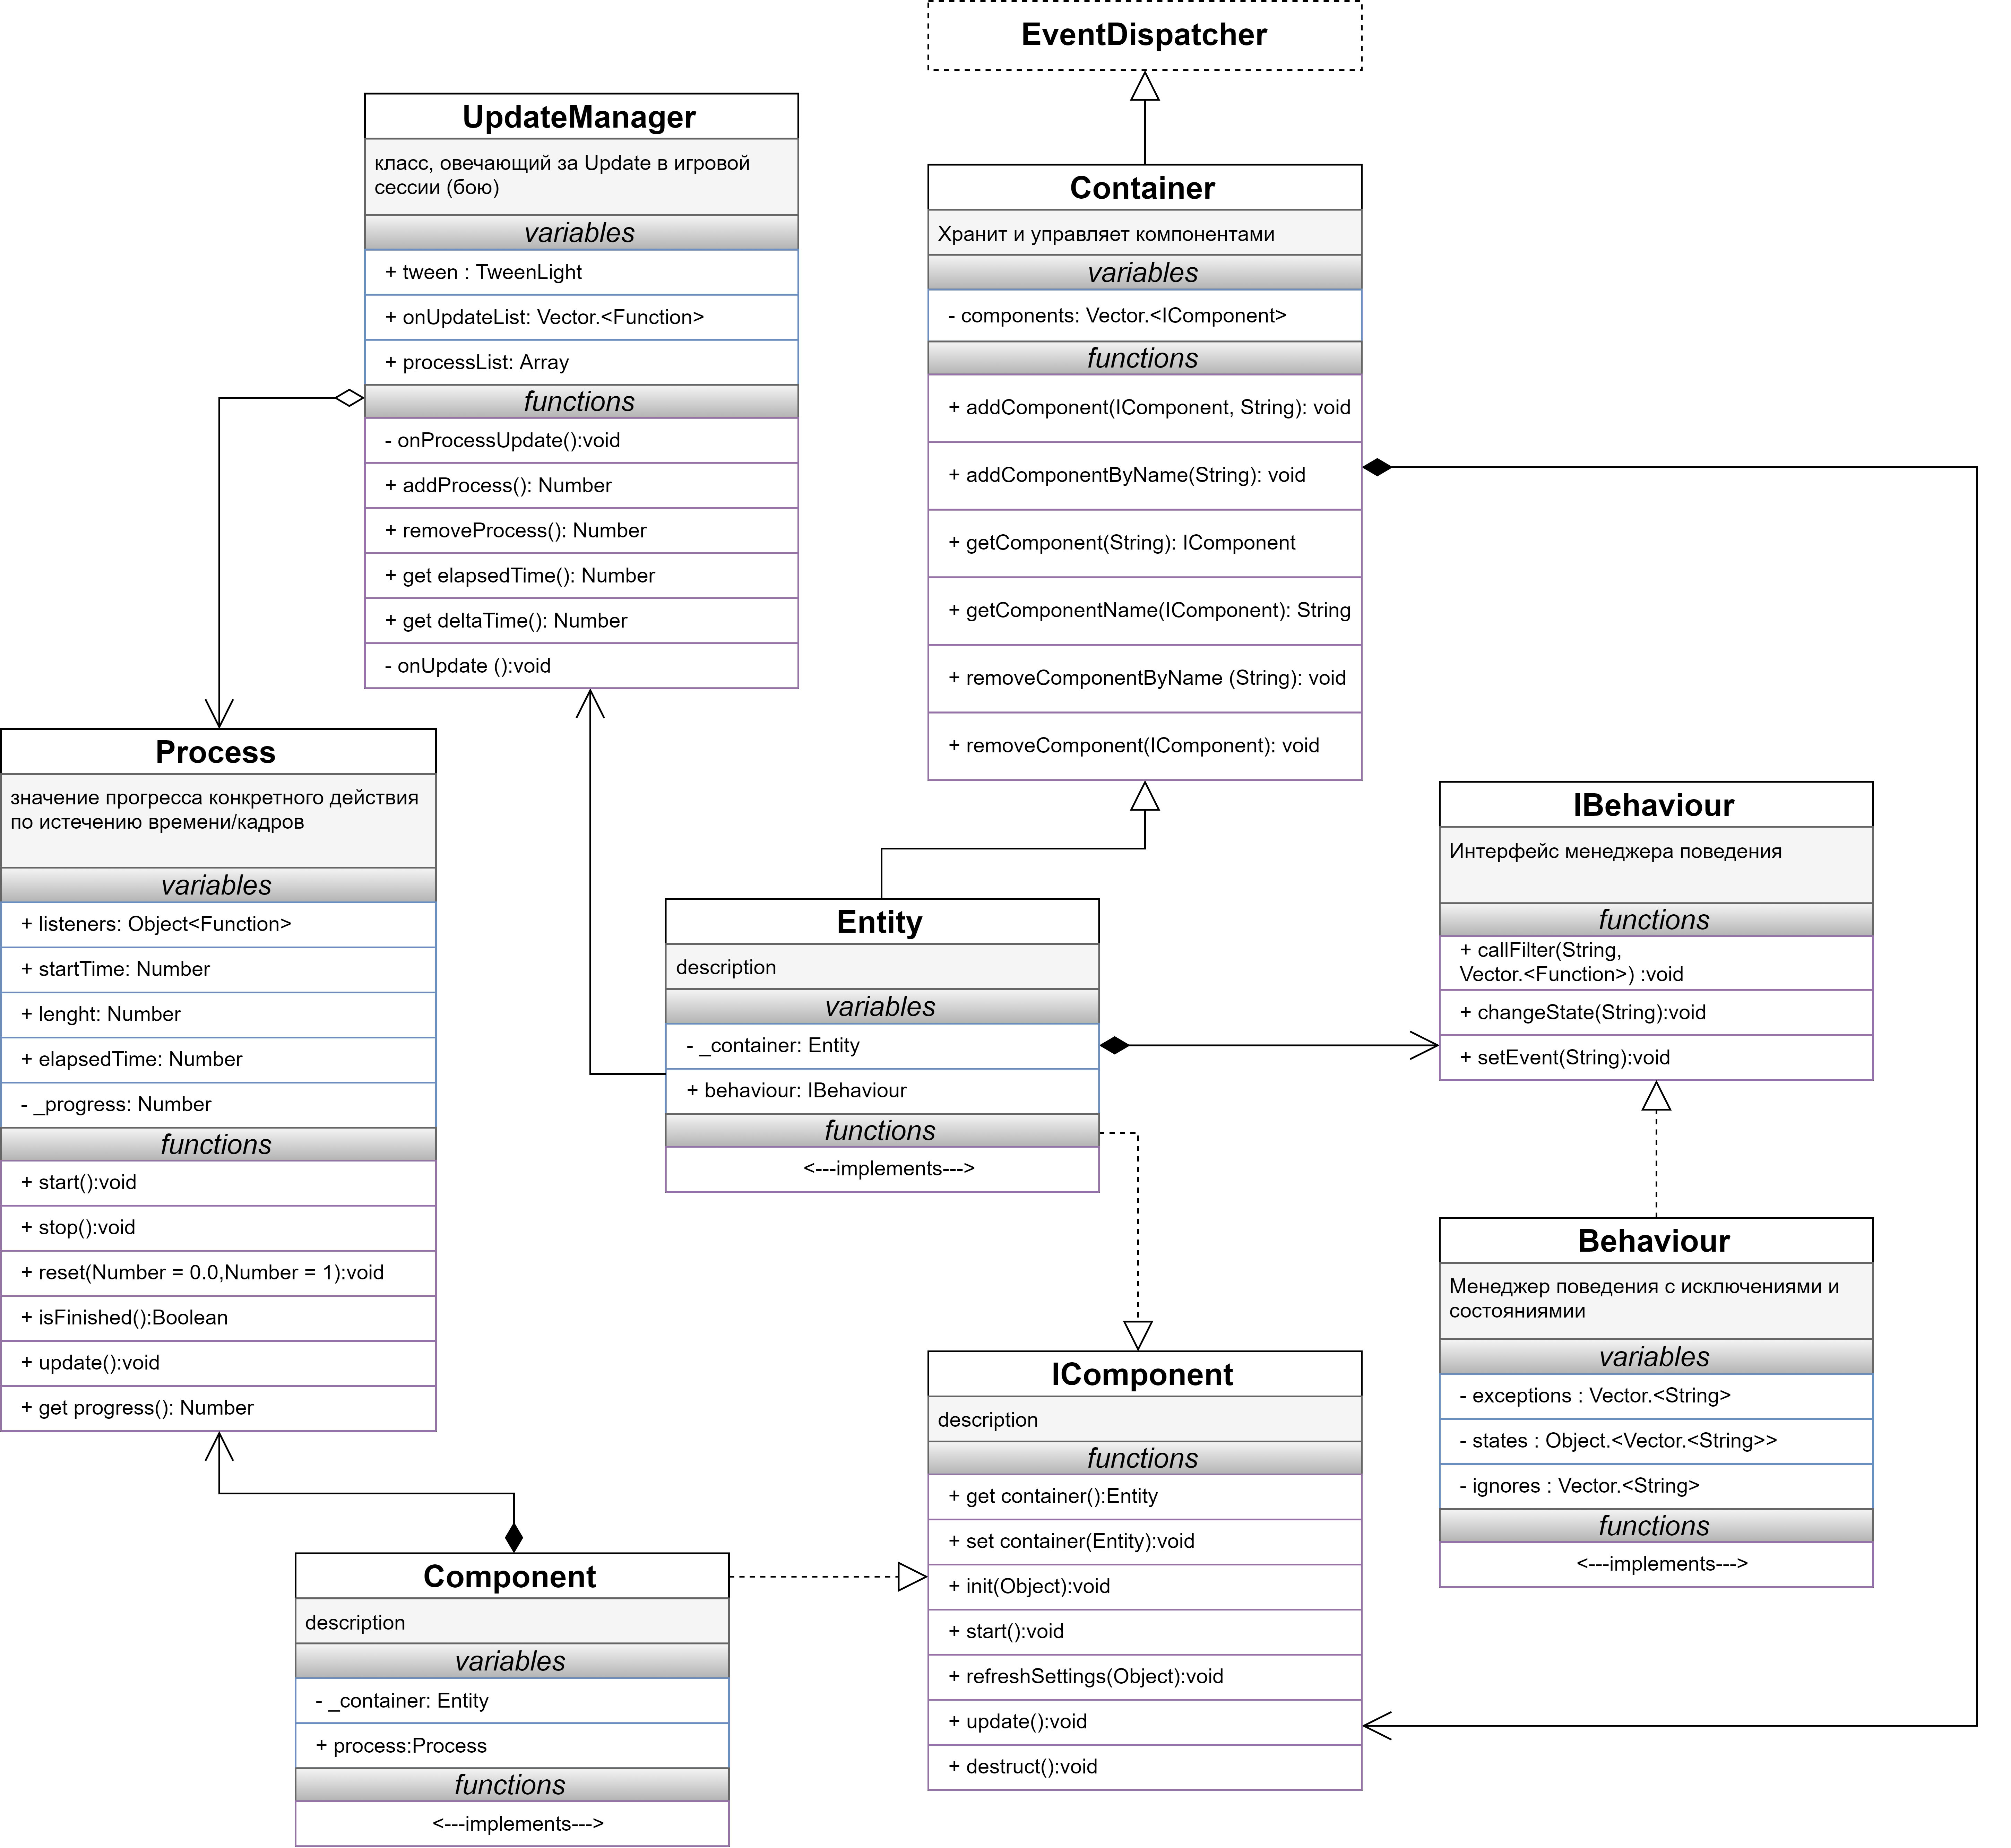 EventDispatcher
UpdateManager
класс, овечающий за Update в игровой
сессии (бою)
variables
+ tween : TweenLight
+ onUpdateList: Vector.<Function>
+ processList: Array
functions
- onProcessUpdate():void
+ addProcess(): Number
+ removeProcess(): Number
+ get elapsedTime(): Number
+ get deltaTime(): Number
- onUpdate ():void
Container
Хранит и управляет компонентами
variables
- components: Vector.<IComponent>
functions
+ addComponent(IComponent, String): void
+ addComponentByName(String): void
+ getComponent(String): IComponent
+ getComponentName(IComponent): String
+ removeComponentByName (String): void
+ removeComponent(IComponent): void
Process
значение прогресса конкретного действия
по истечению времени/кадров
variables
+ listeners: Object<Function>
+ startTime: Number
+ lenght: Number
+ elapsedTime: Number
- _progress: Number
functions
+ start():void
+ stop():void
+ reset(Number = 0.0,Number = 1):void
+ isFinished():Boolean
+ update():void
+ get progress(): Number
Entity
description
variables
- _container: Entity
+ behaviour: IBehaviour
functions
<---implements--->
IBehaviour
Интерфейс менеджера поведения
functions
+ callFilter(String,
Vector.<Function>) :void
+ changeState(String):void
+ setEvent(String):void
Behaviour
Менеджер поведения с исключениями и
состояниямии
variables
- exceptions : Vector.<String>
- states : Object.<Vector.<String>>
- ignores : Vector.<String>
functions
<---implements--->
IComponent
description
functions
+ get container():Entity
+ set container(Entity):void
+ init(Object):void
+ start():void
+ refreshSettings(Object):void
+ update():void
+ destruct():void
Component
description
variables
- _container: Entity
+ process:Process
functions
<---implements--->